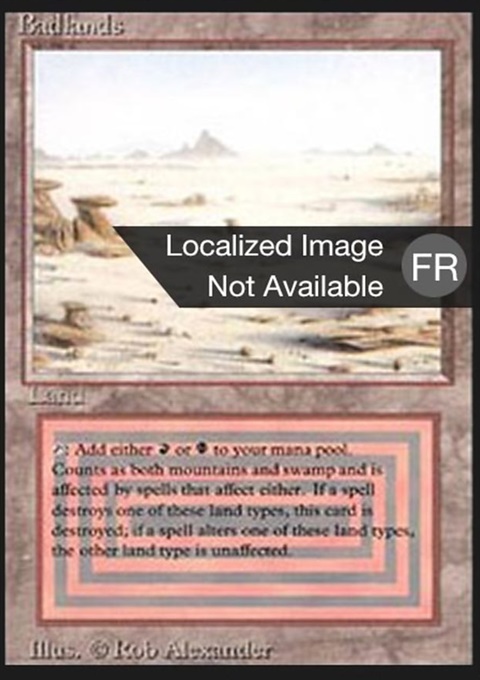 Badlands
Localized Image
Not Available
FR
Land
: Add either or to your mana pool.
Counts as both mountains and swamp and is
affected by spells that affect either. If a spell
destroys one of these land types, this card is
destroyed; if a spell alters one of these land types,
the other land type is unaffected.
Illus. © Rob Alexander